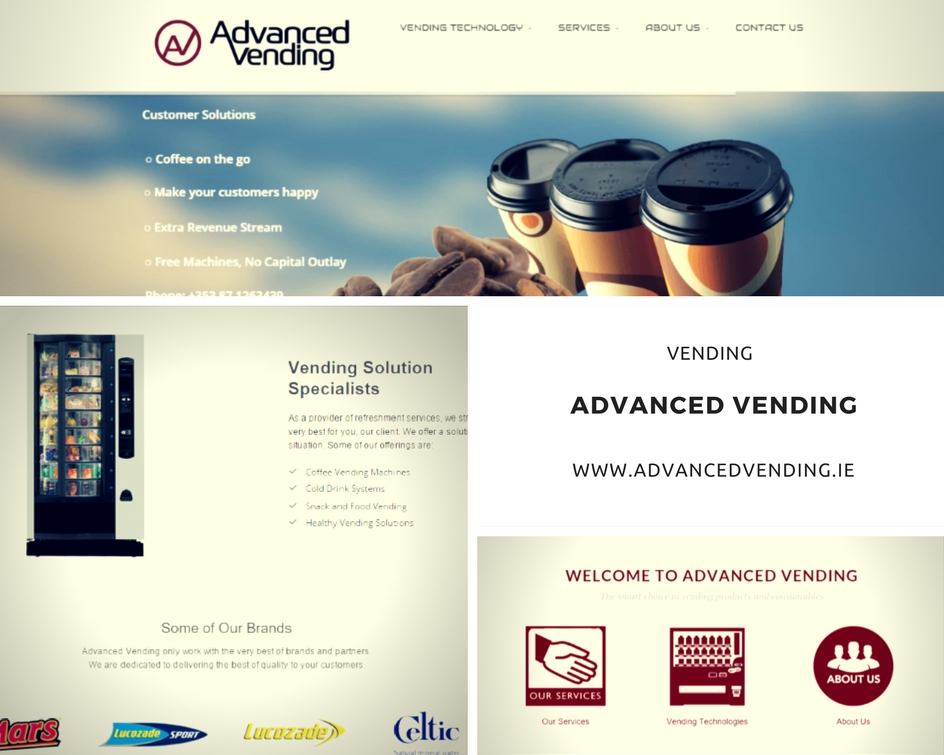 Advanced
Vending
VENDING TECHNOLOGY
SERVICES
ABOUT US
CONTACT US
Customer Solutions
Coffee on the go
Make your customers happy
Extra Revenue Stream
Free Machines, No Capital Outlay
Phone: +353 87 1263439
Vending Solution
Specialists
As a provider of refreshment services, we
very best for you, our client. We offer a
situation. Some of our offerings are:
Coffee Vending Machines
Cold Drink Systems
Snack and Food Vending
Healthy Vending Solutions
Some of Our Brands
Advanced Vending only work with the very best of brands and partners.
We are dedicated to delivering the best of quality to your customers.
Mars
Lucozade SPORT
Lucozade
Celtic
Natural mineral water
VENDING
ADVANCED VENDING
WWW.ADVANCEDVENDING.IE
WELCOME TO ADVANCED VENDING
The smart choice in vending products and consumables
OUR SERVICES
ABOUT US
Our Services
Vending Technologies
About Us